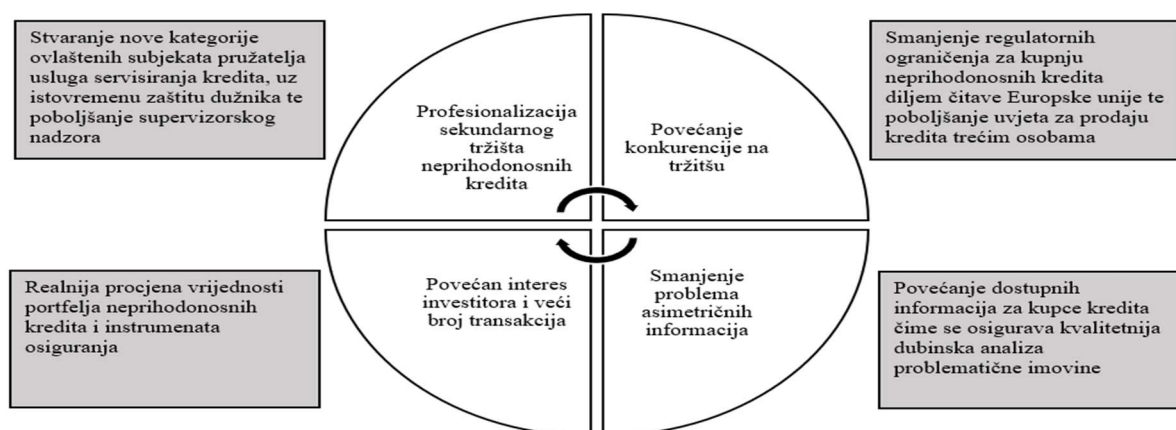 Stvaranje nove kategorije
ovlaštenih subjekata pružatelja
usluga servisiranja kredita, uz
istovremenu zaštitu dužnika te
poboljšanje supervizorskog
nadzora
Profesionalizacija
sekundarnog
tržišta
neprihodonosnih
kredita
Povećanje
konkurencije na
tržitšu
Smanjenje regulatornih
ograničenja za kupnju
neprihodonosnih kredita
diljem čitave Europske unije te
poboljšanje uvjeta za prodaju
kredita trećim osobama
Realnija procjena vrijednosti
portfelja neprihodonosnih
kredita i instrumenata
osiguranja
Povećan interes
investitora i veći
broj transakcija
Smanjenje
problema
asimetričnih
informacija
Povećanje dostupnih
informacija za kupce kredita
čime se osigurava kvalitetnija
dubinska analiza
problematične imovine